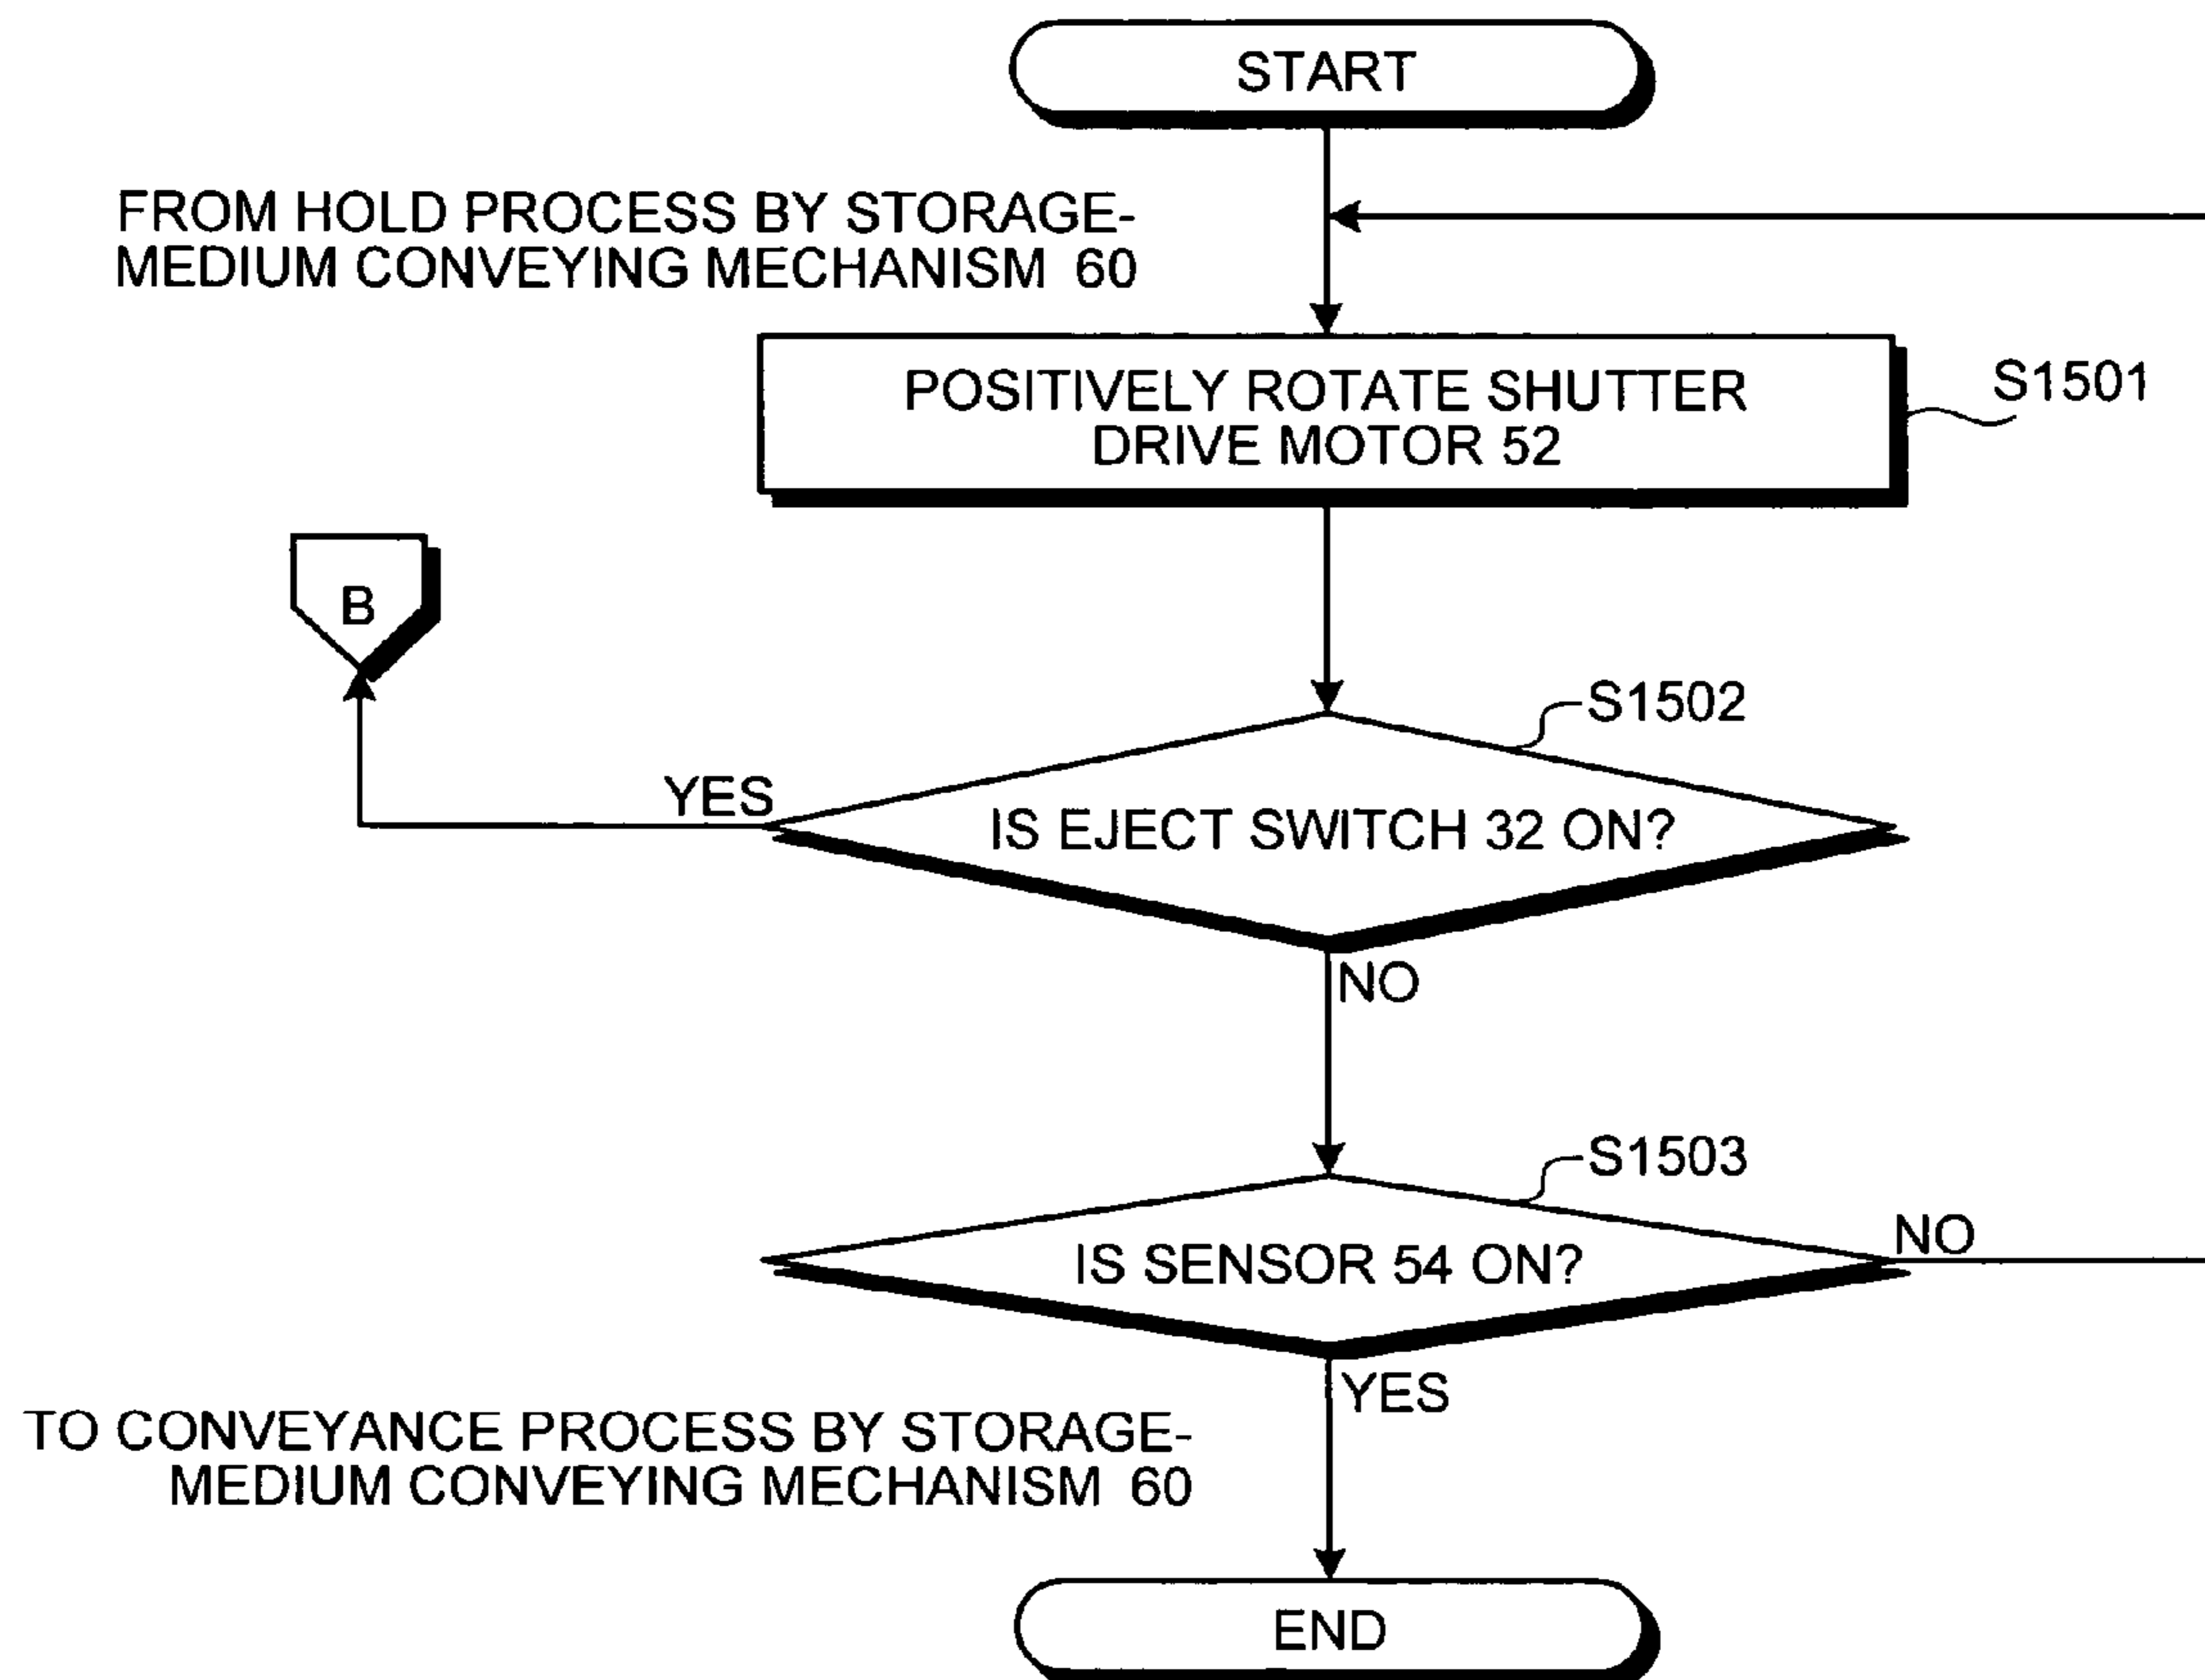 START
FROM HOLD PROCESS BY STORAGE-
MEDIUM CONVEYING MECHANISM 60
POSITIVELY ROTATE SHUTTER
DRIVE MOTOR 52
S1501
B
S1502
YES
IS EJECT SWITCH 32 ON?
NO
S1503
IS SENSOR 54 ON?
NO
YES
TO CONVEYANCE PROCESS BY STORAGE-
MEDIUM CONVEYING MECHANISM 60
END